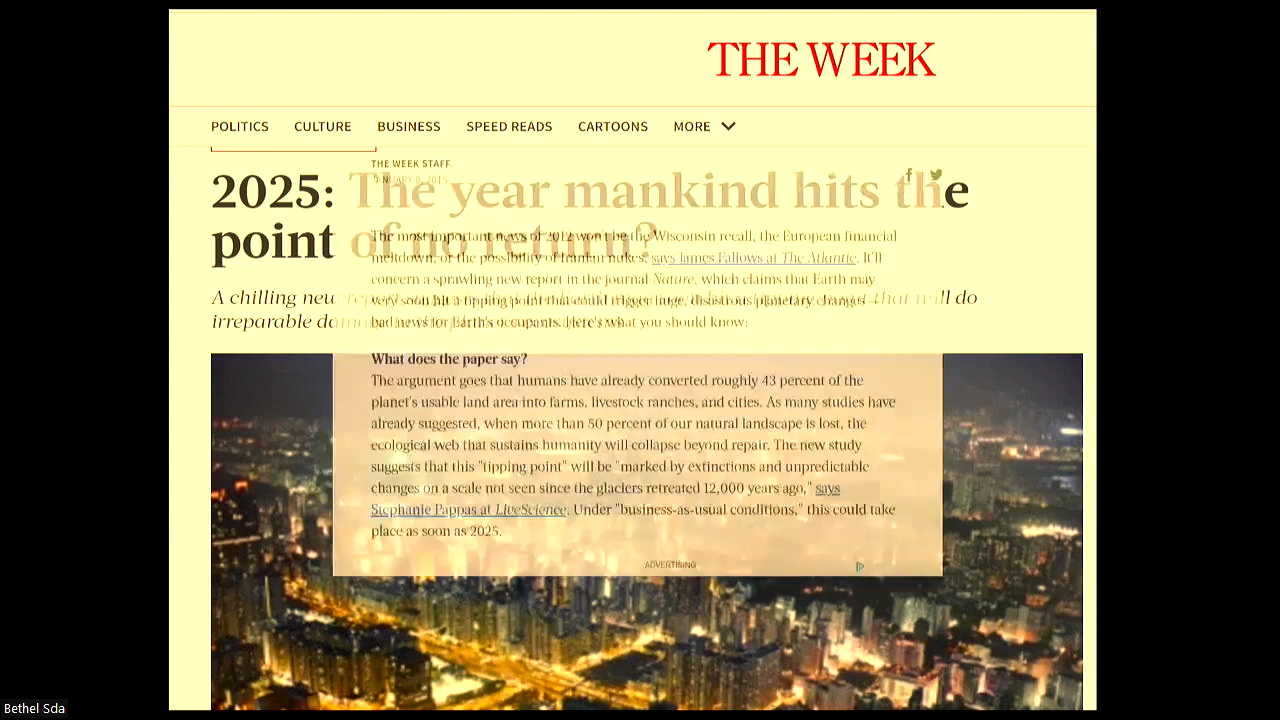 THE WEEK
POLITICS CULTURE BUSINESS SPEED READS CARTOONS MORE
2025: The year mankind hits the
point of no return?
A chilling new
that will do
irreparable
THE WEEK STAFF
JANUARY 8, 2015
The most important news of 2012 won't be the Wisconsin recall, the European financial
meltdown, or the possibility of Iranian nukes, says James Fallows at The Atlantic. It'll
concern a sprawling new report in the journal Nature, which claims that Earth may
very soon hit a tipping point that could trigger huge, disastrous planetary changes —
bad news for Earth's occupants. Here's what you should know:
What does the paper say?
The argument goes that humans have already converted roughly 43 percent of the
planet's usable land area into farms, livestock ranches, and cities. As many studies have
already suggested, when more than 50 percent of our natural landscape is lost, the
ecological web that sustains humanity will collapse beyond repair. The new study
suggests that this "tipping point" will be "marked by extinctions and unpredictable
changes on a scale not seen since the glaciers retreated 12,000 years ago," says
Stephanie Pappas at LiveScience. Under "business-as-usual conditions," this could take
place as soon as 2025.
ADVERTISING
Bethel Sda